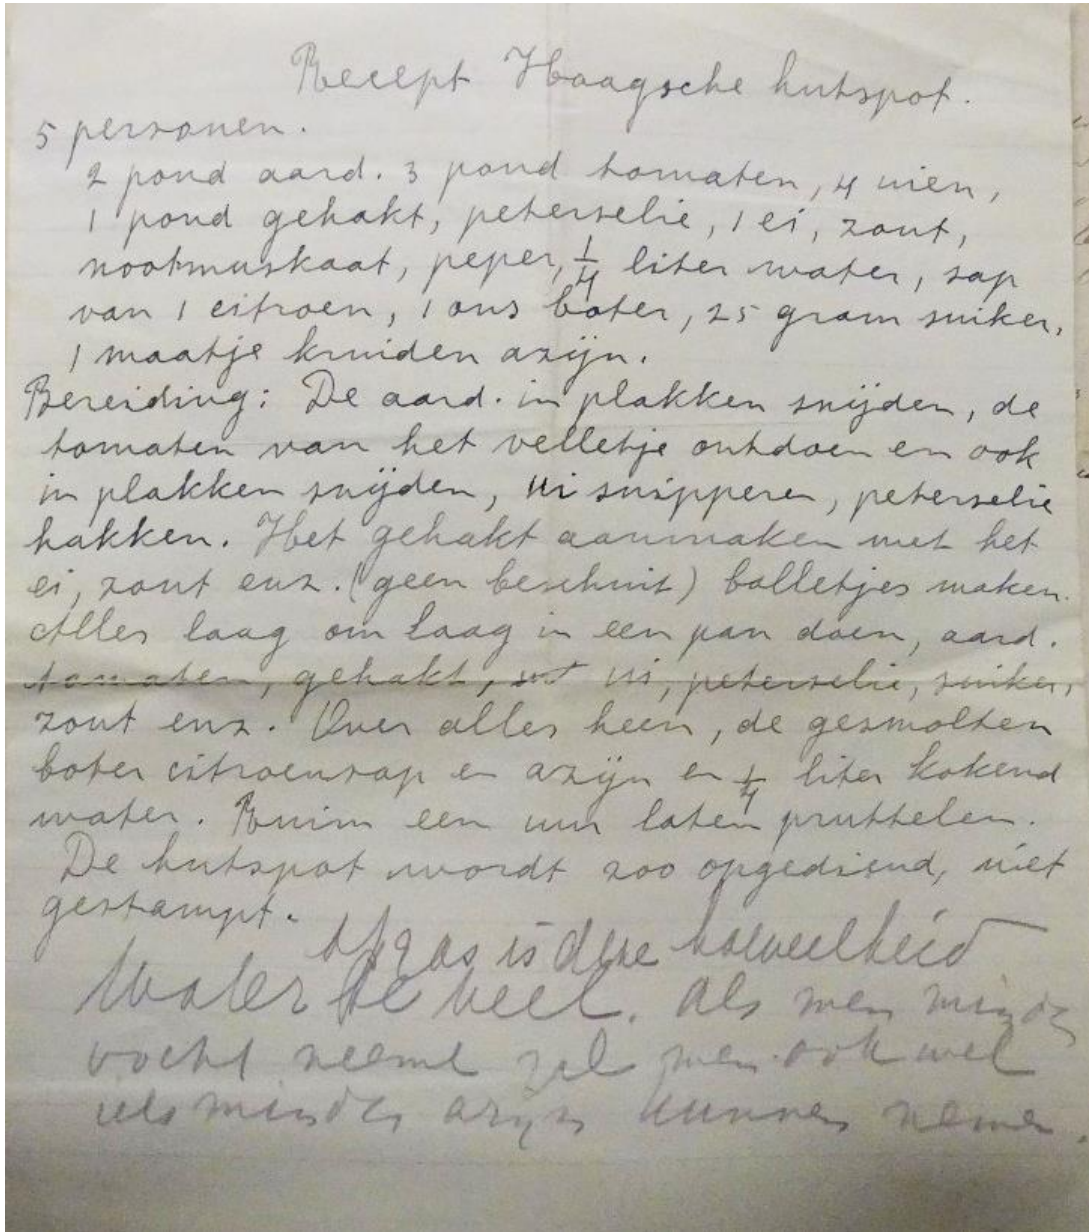 Recept Haagsche hutspot.
5 personen.
2 pond aard. 3 pond tomaten, 4 uien,
1 pond gehakt, peterselie, 1 ei, zout,
nootmuskaat, peper, 1/4 liter water, sap
van 1 citroen, 1 ons boter, 25 gram suiker,
1 maatje kruiden azijn.
Bereiding: De aard. in plakken snijden, de
tomaten van het velletje ontdoen en ook
in plakken snijden, ui snipperen, peterselie
hakken. Het gehakt aanmaken met het
ei, zout enz. (geen beschuit) balletjes maken.
Alles laag om laag in een pan doen, aard.
tomaten, gehakt, ui, peterselie, suiker,
zout enz. Over alles heen, de gesmolten
boter citroensap en azijn en 1/4 liter kokend
water. Ruim een uur laten pruttelen.
De hutspot wordt zoo opgediend, niet
gestampt.
Op gas is deze hoeveelheid
water te veel. Als men minder
vocht neemt zal men ook wel
iets minder azijn kunnen nemen.